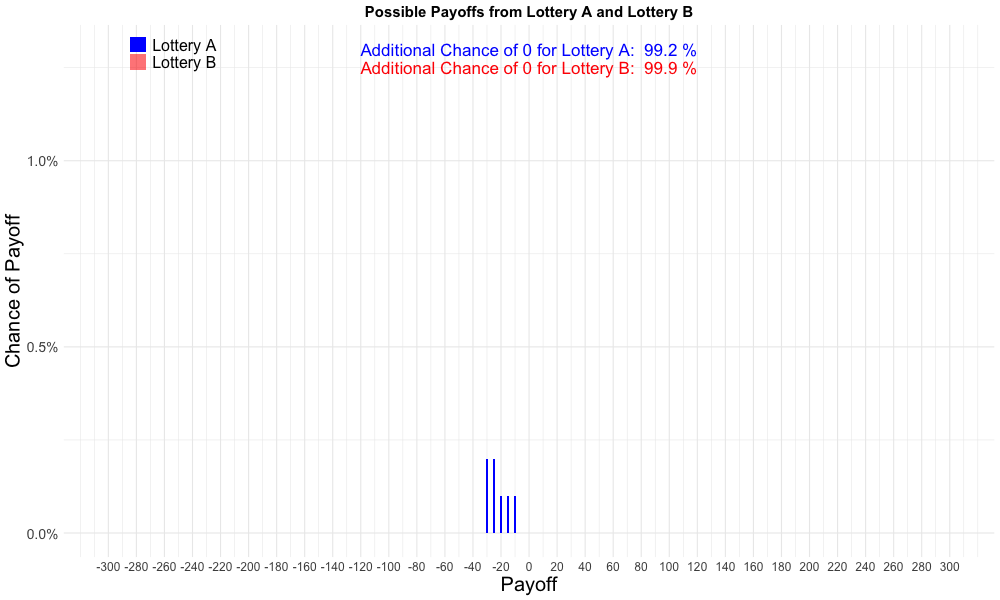 Possible Payoffs from Lottery A and Lottery B
Lottery A
Lottery B
Additional Chance of 0 for Lottery A:  99.2 %
Additional Chance of 0 for Lottery B:  99.9 %
Chance of Payoff
1.0%
0.5%
0.0%
-300 -280 -260 -240 -220 -200 -180 -160 -140 -120 -100 -80 -60 -40 -20 0 20 40 60 80 100 120 140 160 180 200 220 240 260 280 300
Payoff